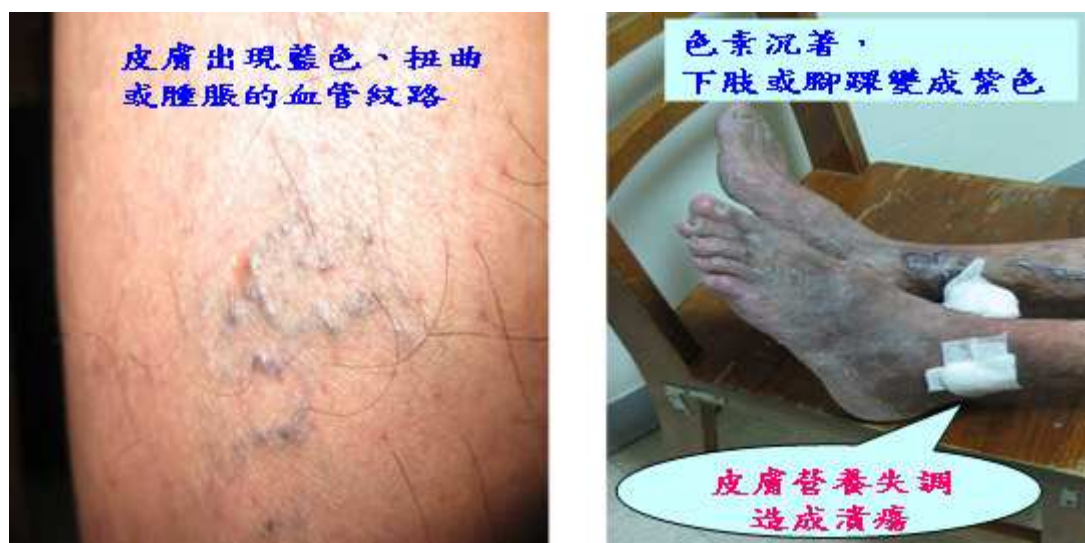 皮膚出現藍色、扭曲
或腫脹的血管紋路
色素沉著，
下肢或腳踝變成紫色
皮膚營養失調
造成潰瘍